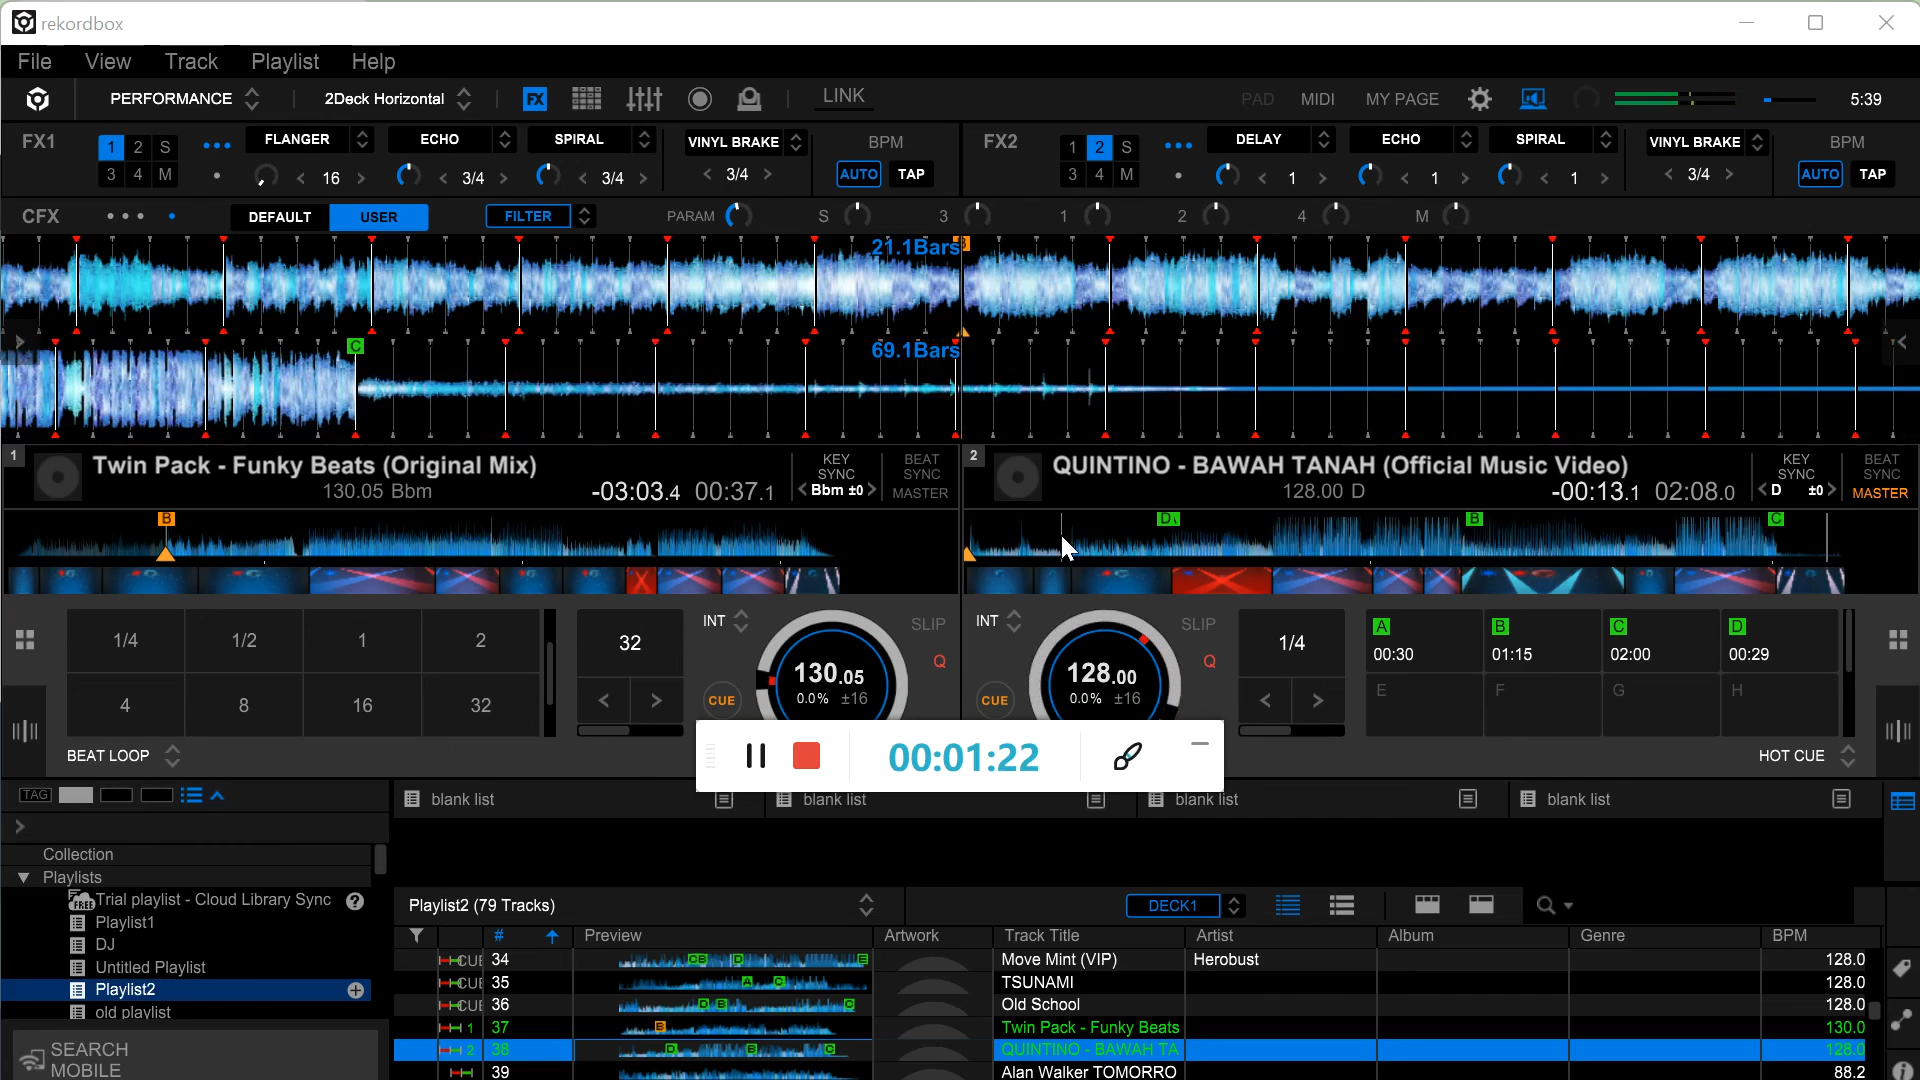 rekordbox
File View Track Playlist Help
PERFORMANCE 2Deck Horizontal FX LINK PAD MIDI MY PAGE 5:39
FX1 1 2 S FLANGER ECHO SPIRAL VINYL BRAKE BPM FX2 1 2 S DELAY ECHO SPIRAL VINYL BRAKE BPM
3 4 M < 16 > < 3/4 > < 3/4 > < 3/4 > AUTO TAP 3 4 M < 1 > < 1 > < 1 > < 3/4 > AUTO TAP
CFX DEFAULT USER FILTER PARAM S 3 1 2 4 M
21.1Bars
C 69.1Bars
1 Twin Pack - Funky Beats (Original Mix) KEY SYNC BEAT SYNC
130.05 Bbm -03:03.4 00:37.1 < Bbm ±0 > MASTER
2 QUINTINO - BAWAH TANAH (Official Music Video) KEY SYNC BEAT SYNC
128.00 D -00:13.1 02:08.0 < D ±0 > MASTER
B D B C
1/4 1/2 1 2 32 INT SLIP INT SLIP 1/4 A B C D
00:30 01:15 02:00 00:29
130.05 Q 128.00 Q
4 8 16 32 < > CUE 0.0% ±16 CUE 0.0% ±16 < > E F G H
BEAT LOOP 00:01:22 HOT CUE
TAG blank list blank list blank list blank list
Collection
Playlists
FREE Trial playlist - Cloud Library Sync ?
Playlist1
DJ
Untitled Playlist
Playlist2
old playlist
SEARCH
MOBILE
Playlist2 (79 Tracks) DECK1
# Preview Artwork Track Title Artist Album Genre BPM
CUE 34 CB D E Move Mint (VIP) Herobust 128.0
CUE 35 A C TSUNAMI 128.0
CUE 36 D B C Old School 128.0
1 37 B Twin Pack - Funky Beats 130.0
2 38 D B C QUINTINO - BAWAH TA 128.0
39 Alan Walker TOMORRO 88.2